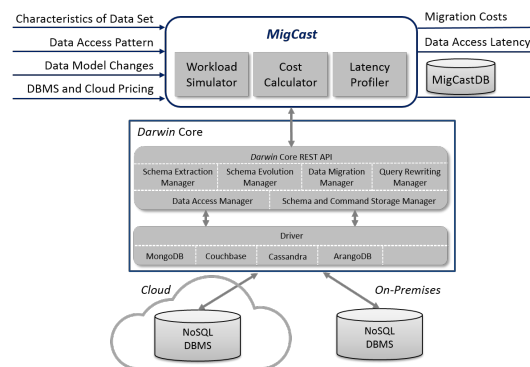 Characteristics of Data Set
Data Access Pattern
Data Model Changes
DBMS and Cloud Pricing
MigCast
Workload
Simulator
Cost
Calculator
Latency
Profiler
Migration Costs
Data Access Latency
MigCastDB
Darwin Core
Darwin Core REST API
Schema Extraction
Manager
Schema Evolution
Manager
Data Migration
Manager
Query Rewriting
Manager
Data Access Manager
Schema and Command Storage Manager
Driver
MongoDB
Couchbase
Cassandra
ArangoDB
Cloud
On-Premises
NoSQL
DBMS
NoSQL
DBMS